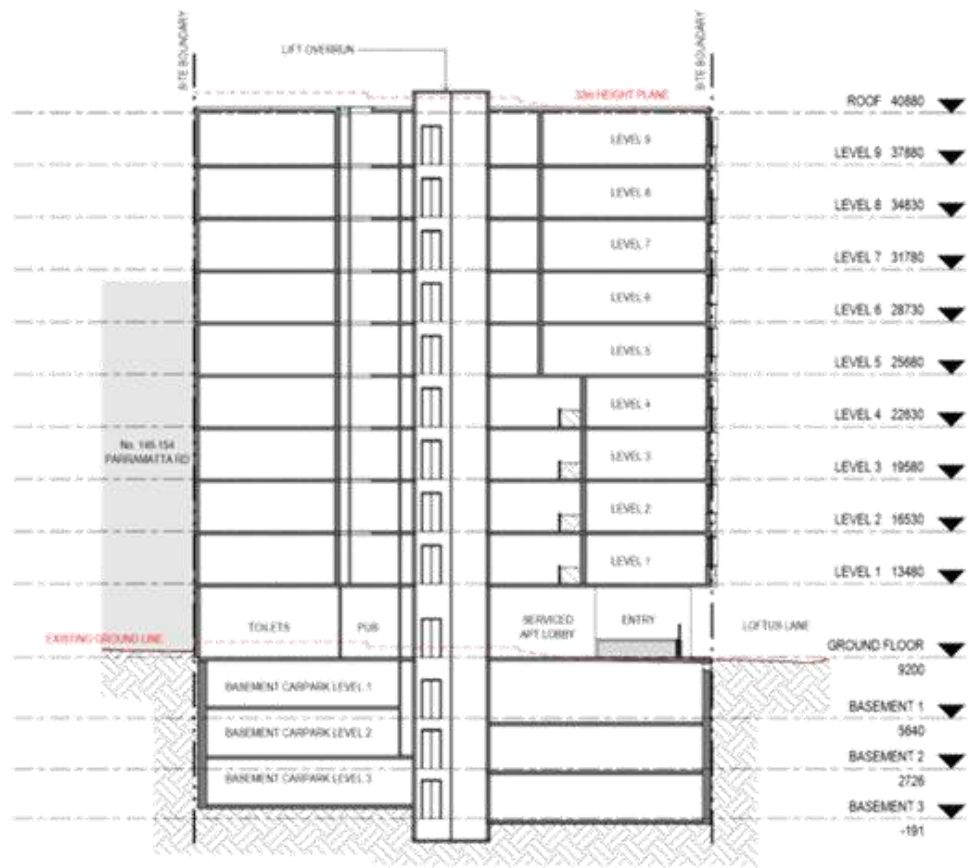 SITE BOUNDARY
LIFT OVERRUN
SITE BOUNDARY
32m HEIGHT PLANE
ROOF 40880
LEVEL 9
LEVEL 9 37880
LEVEL 8
LEVEL 8 34830
LEVEL 7
LEVEL 7 31780
LEVEL 6
LEVEL 6 28730
LEVEL 5
LEVEL 5 25680
LEVEL 4
LEVEL 4 22630
No. 148-154
PARRAMATTA RD
LEVEL 3
LEVEL 3 19580
LEVEL 2
LEVEL 2 16530
LEVEL 1
LEVEL 1 13480
EXISTING GROUND LINE
TOILETS
PUB
SERVICED
APT LOBBY
ENTRY
LOFTUS LANE
GROUND FLOOR
9200
BASEMENT CARPARK LEVEL 1
BASEMENT 1
5640
BASEMENT CARPARK LEVEL 2
BASEMENT 2
2726
BASEMENT CARPARK LEVEL 3
BASEMENT 3
-191